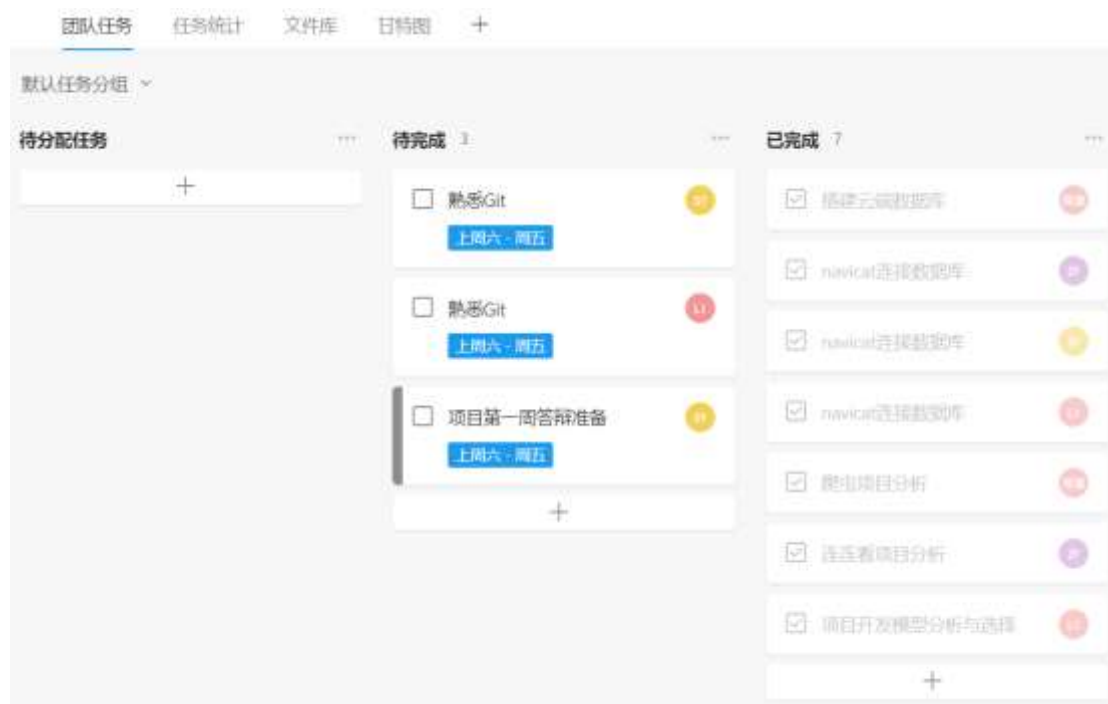 团队任务 任务统计 文件库 甘特图 +
默认任务分组
待分配任务 ...
+
待完成 3 ...
熟悉Git
上周六 - 周五
熟悉Git
上周六 - 周五
项目第一周答辩准备
上周六 - 周五
+
已完成 7 ...
搭建云端数据库
navicat连接数据库
navicat连接数据库
navicat连接数据库
爬虫项目分析
连连看项目分析
项目开发模型分析与选择
+